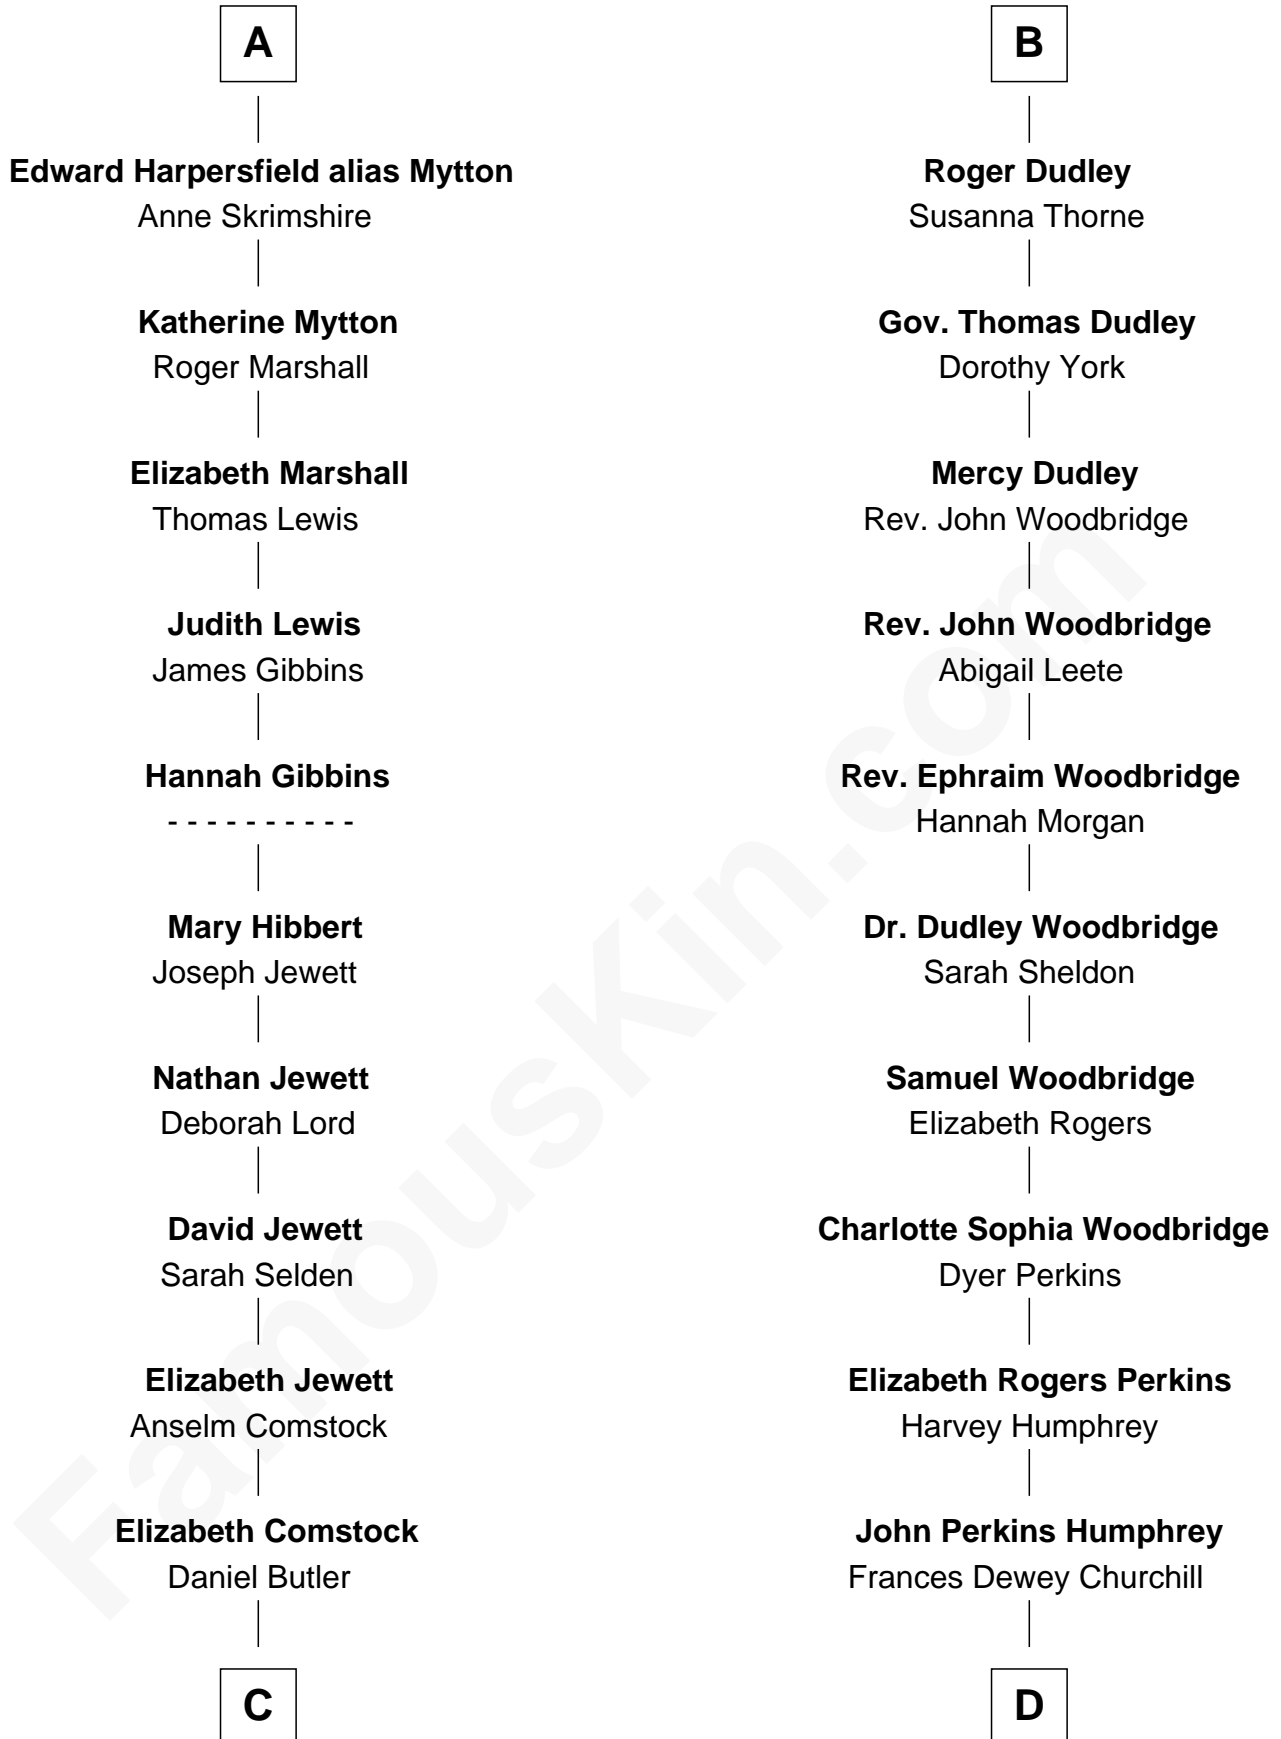 A
Edward Harpersfield alias Mytton
Anne Skrimshire
Katherine Mytton
Roger Marshall
Elizabeth Marshall
Thomas Lewis
Judith Lewis
James Gibbins
Hannah Gibbins
- - - - - - - - - -
Mary Hibbert
Joseph Jewett
Nathan Jewett
Deborah Lord
David Jewett
Sarah Selden
Elizabeth Jewett
Anselm Comstock
Elizabeth Comstock
Daniel Butler
C
B
Roger Dudley
Susanna Thorne
Gov. Thomas Dudley
Dorothy York
Mercy Dudley
Rev. John Woodbridge
Rev. John Woodbridge
Abigail Leete
Rev. Ephraim Woodbridge
Hannah Morgan
Dr. Dudley Woodbridge
Sarah Sheldon
Samuel Woodbridge
Elizabeth Rogers
Charlotte Sophia Woodbridge
Dyer Perkins
Elizabeth Rogers Perkins
Harvey Humphrey
John Perkins Humphrey
Frances Dewey Churchill
D
FamousKin.com